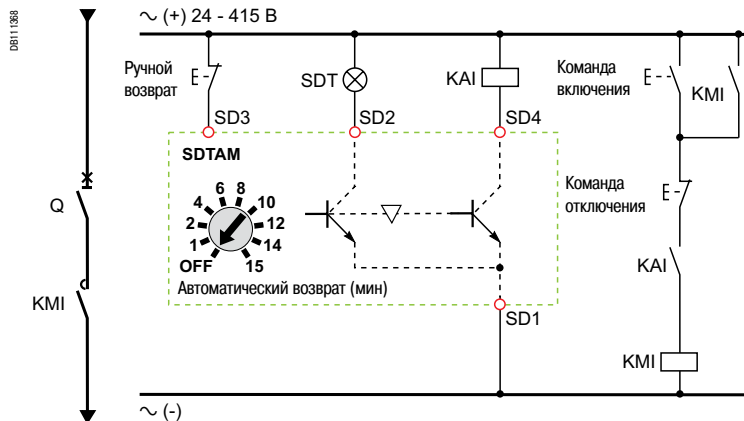 DB111368
∼ (+) 24 - 415 В
Ручной
возврат
SDT
KAI
Команда
включения
KMI
SD3
SD2
SD4
SDTAM
Q
6 8
4 10
2 12
1 14
OFF 15
Автоматический возврат (мин)
Команда
отключения
KAI
KMI
SD1
KMI
∼ (-)